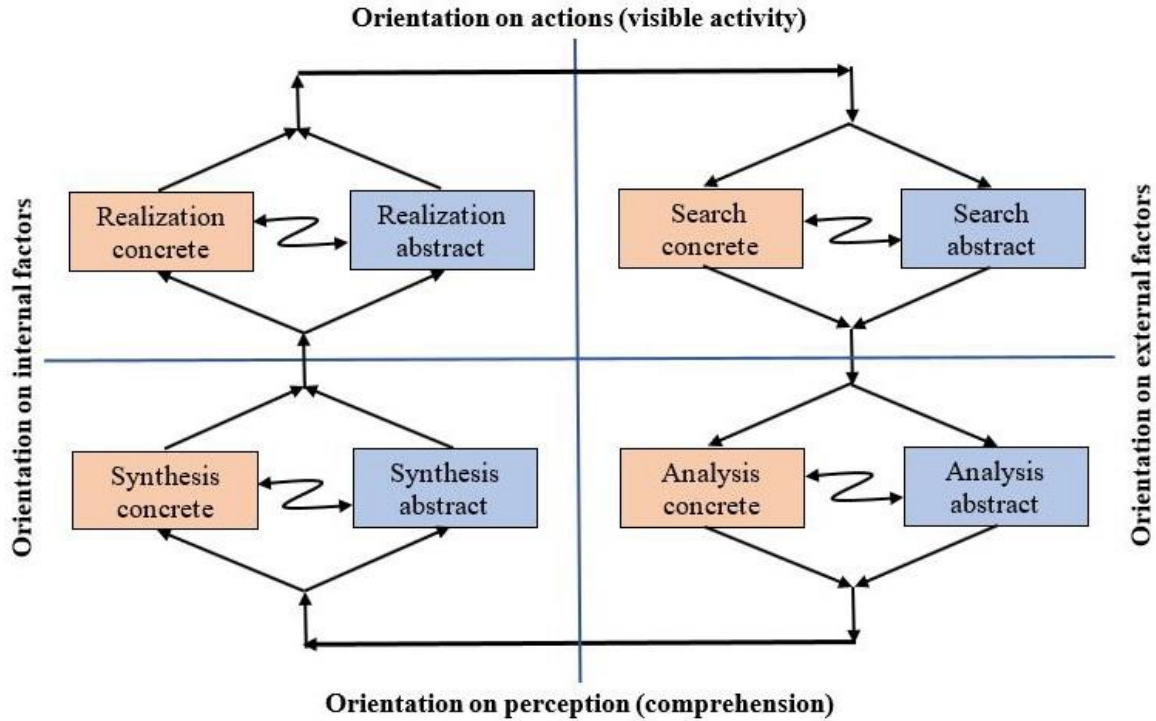 Orientation on actions (visible activity)
Orientation on internal factors
Realization
concrete
Realization
abstract
Search
concrete
Search
abstract
Orientation on external factors
Synthesis
concrete
Synthesis
abstract
Analysis
concrete
Analysis
abstract
Orientation on perception (comprehension)